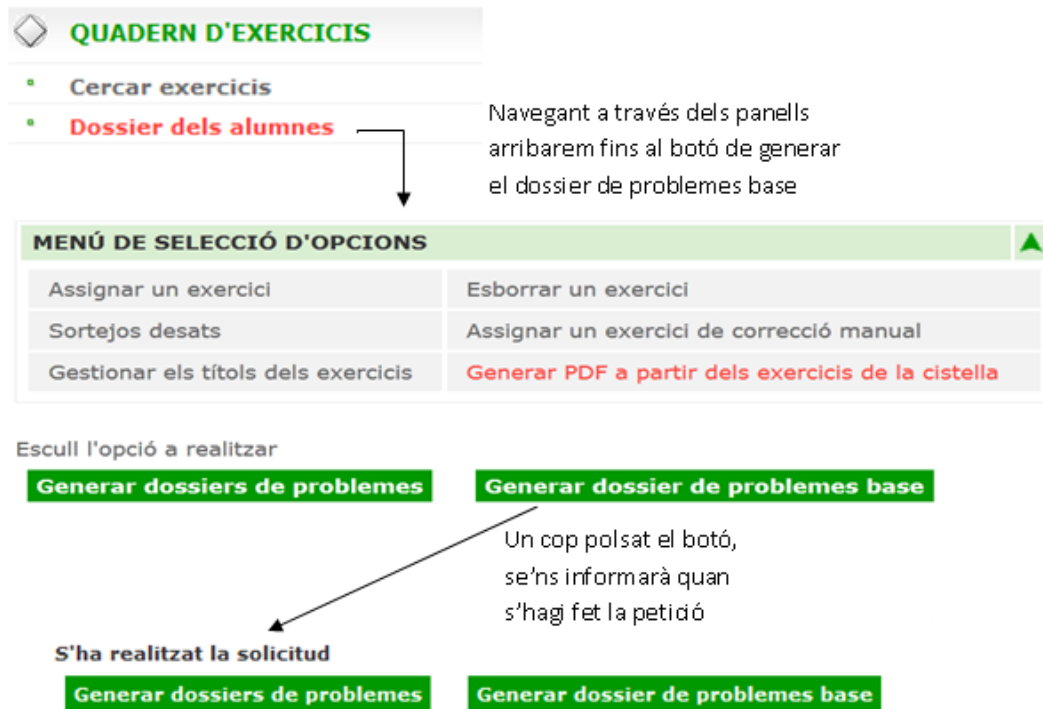 QUADERN D'EXERCICIS
Cercar exercicis
Dossier dels alumnes
Navegant a través dels panells
arribarem fins al botó de generar
el dossier de problemes base
MENÚ DE SELECCIÓ D'OPCIONS
Assignar un exercici
Esborrar un exercici
Sortejos desats
Assignar un exercici de correcció manual
Gestionar els títols dels exercicis
Generar PDF a partir dels exercicis de la cistella
Escull l'opció a realitzar
Generar dossiers de problemes
Generar dossier de problemes base
Un cop polsat el botó,
se'ns informarà quan
s'hagi fet la petició
S'ha realitzat la solicitud
Generar dossiers de problemes
Generar dossier de problemes base